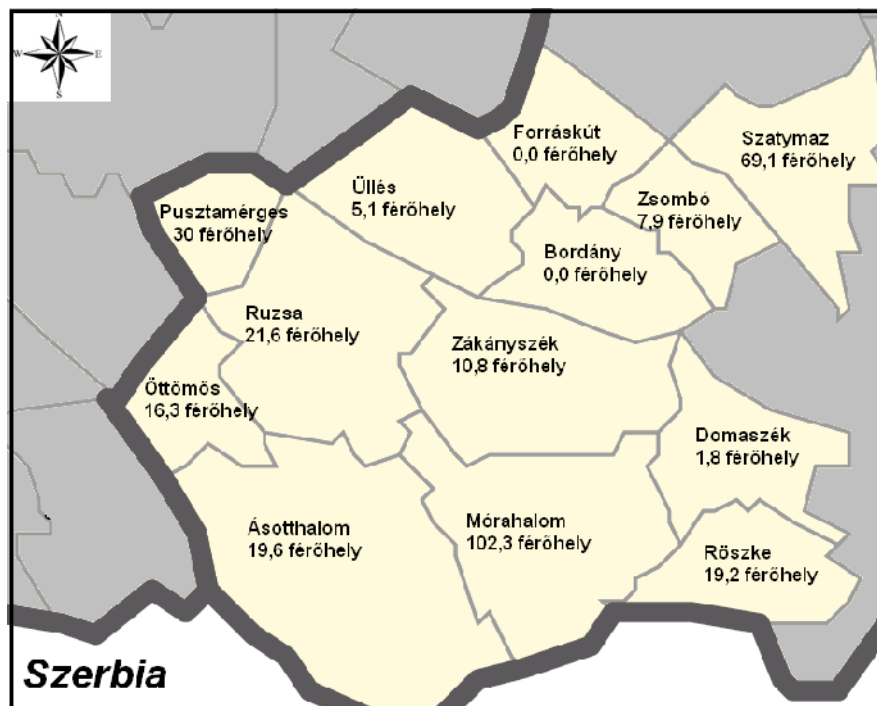 N
W E
S
Forráskút
0,0 férőhely
Szatymaz
69,1 férőhely
Üllés
5,1 férőhely
Zsombó
7,9 férőhely
Pusztamérges
30 férőhely
Bordány
0,0 férőhely
Ruzsa
21,6 férőhely
Zákányszék
10,8 férőhely
Öttömös
16,3 férőhely
Domaszék
1,8 férőhely
Ásotthalom
19,6 férőhely
Mórahalom
102,3 férőhely
Röszke
19,2 férőhely
Szerbia